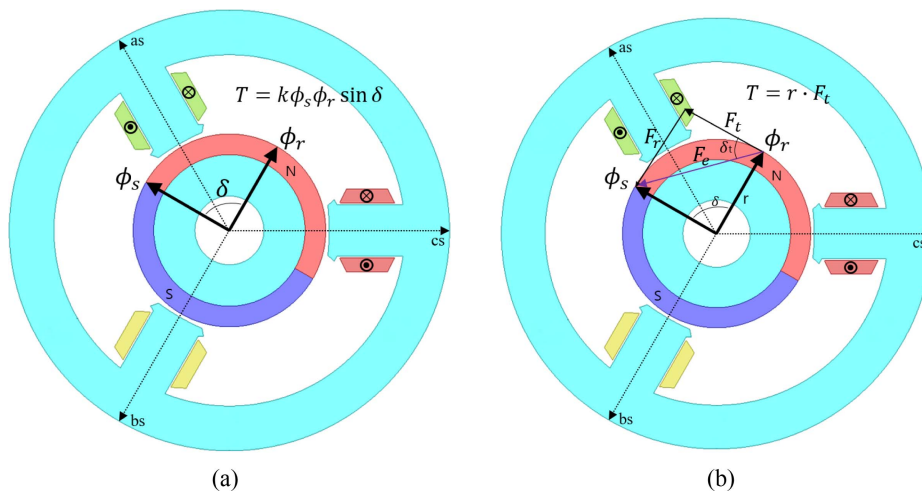 as
T = kϕₛϕᵣ sin δ
ϕᵣ
N
ϕₛ
δ
cs
S
bs
(a)
as
T = r · Fₜ
Fᵣ
Fₜ
ϕᵣ
δₜ
Fₑ
N
ϕₛ
δ
r
cs
S
bs
(b)